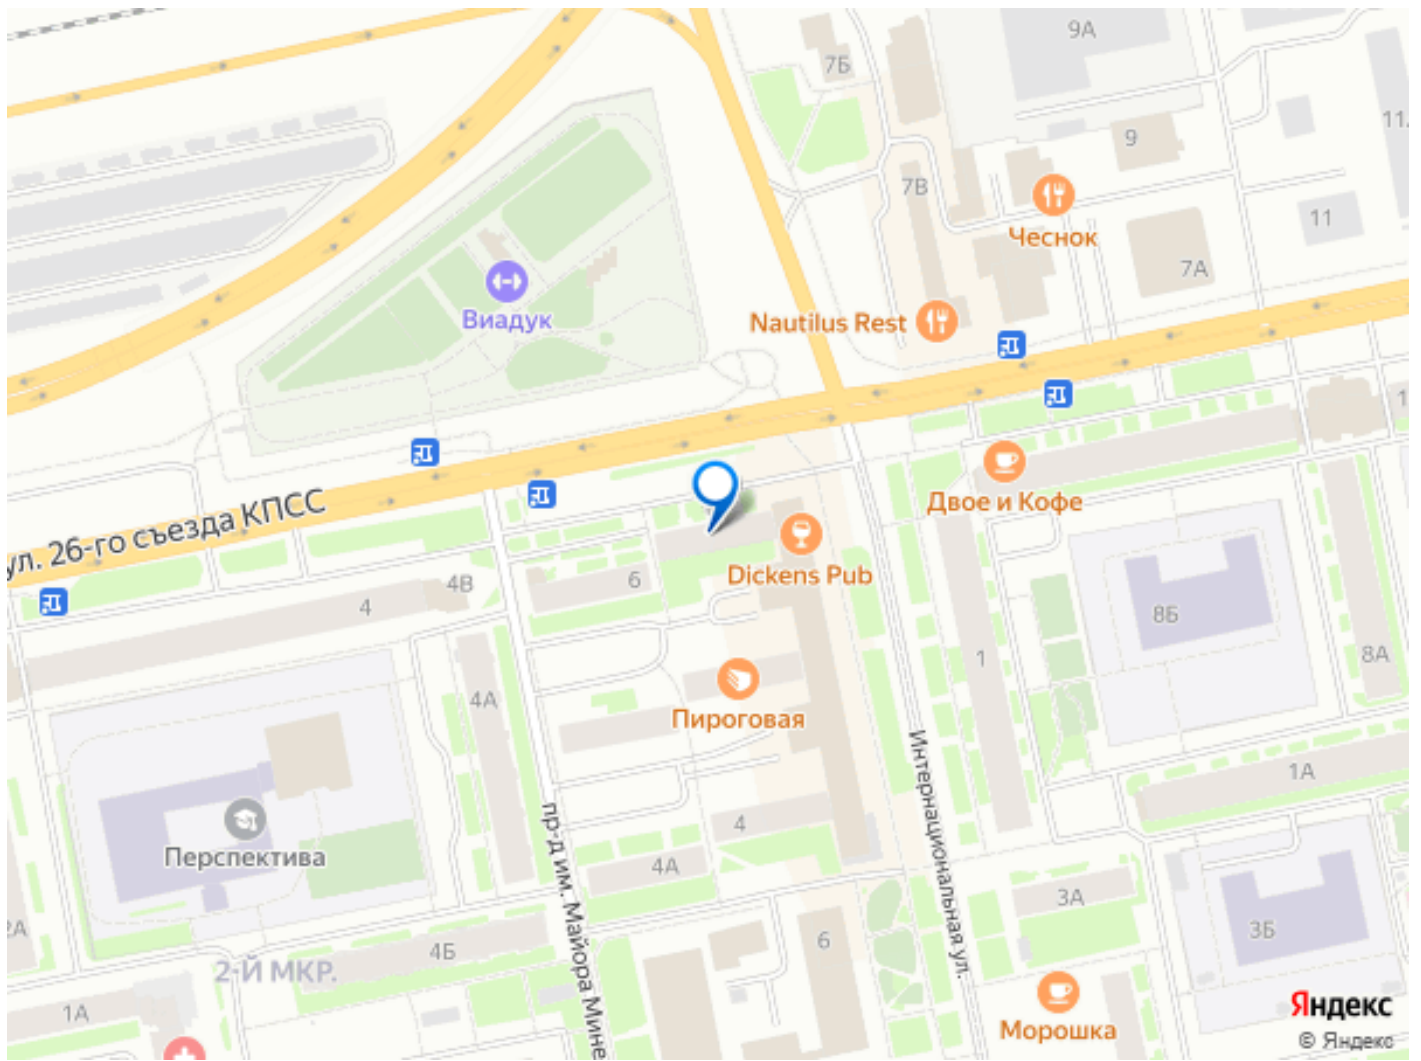 9А
7Б
11
9
7В
Чеснок
11
7А
Виадук
Nautilus Rest
ул. 26-го съезда КПСС
Двое и Кофе
Dickens Pub
4В
6
4
8Б
1
8А
4А
Пироговая
Интернациональная ул.
1А
пр-д им. Майора Мине
4
Перспектива
4А
3А
2А
4Б
6
3Б
2-Й МКР.
1А
Морошка
Яндекс
© Яндекс